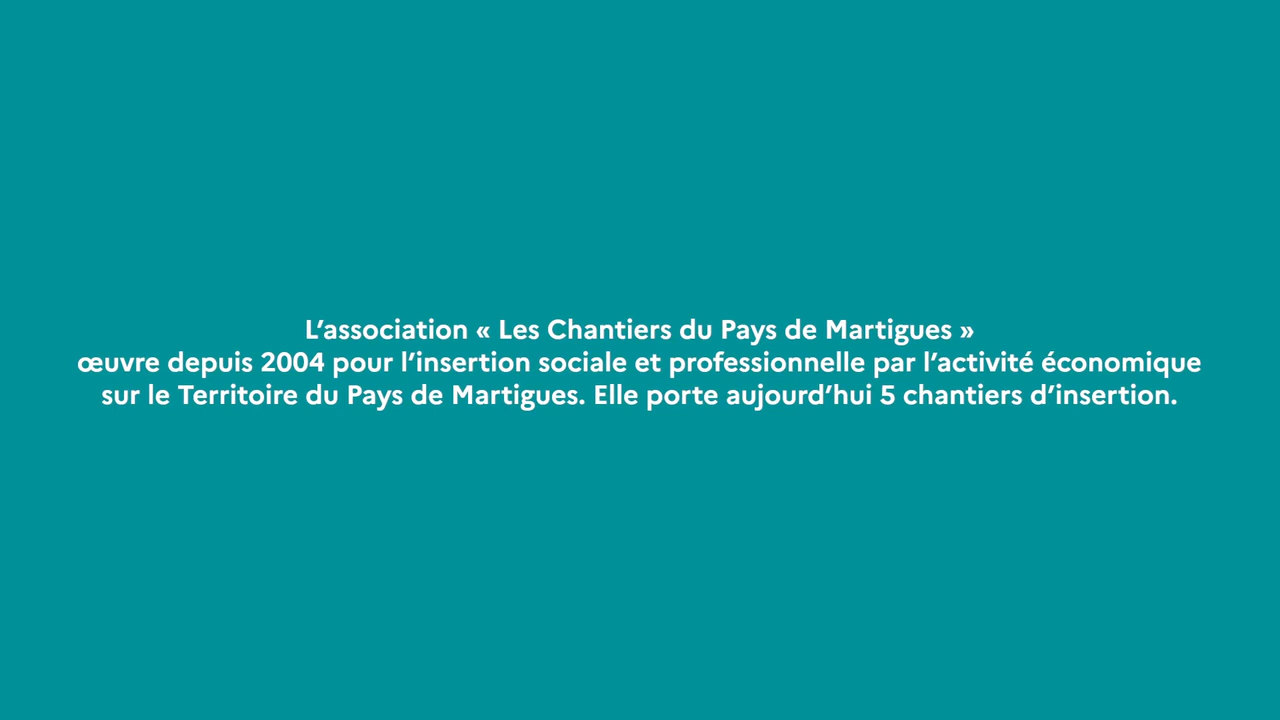 L’association « Les Chantiers du Pays de Martigues »
œuvre depuis 2004 pour l’insertion sociale et professionnelle par l’activité économique
sur le Territoire du Pays de Martigues. Elle porte aujourd’hui 5 chantiers d’insertion.